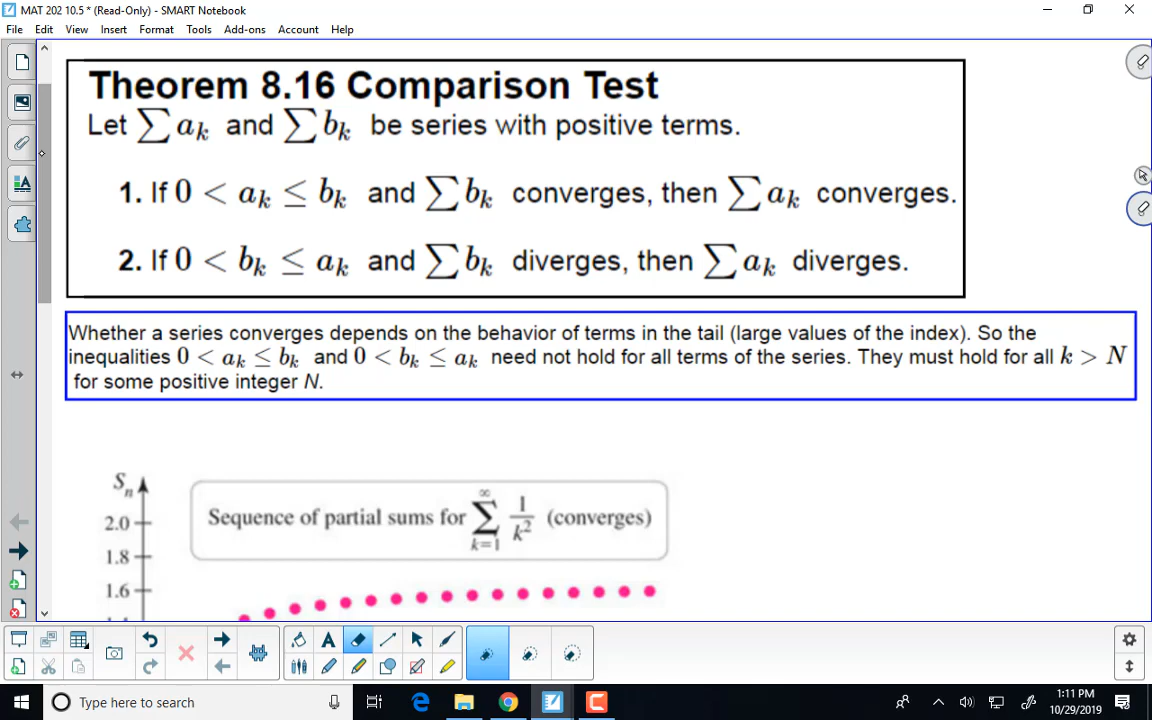 MAT 202 10.5 * (Read-Only) - SMART Notebook
File Edit View Insert Format Tools Add-ons Account Help
Theorem 8.16 Comparison Test
Let ∑ aₖ and ∑ bₖ be series with positive terms.
1. If 0 < aₖ ≤ bₖ and ∑ bₖ converges, then ∑ aₖ converges.
2. If 0 < bₖ ≤ aₖ and ∑ bₖ diverges, then ∑ aₖ diverges.
Whether a series converges depends on the behavior of terms in the tail (large values of the index). So the
inequalities 0 < aₖ ≤ bₖ and 0 < bₖ ≤ aₖ need not hold for all terms of the series. They must hold for all k > N
for some positive integer N.
Sₙ
Sequence of partial sums for ∞ ∑ k=1 1/k² (converges)
2.0
1.8
1.6
A
Type here to search
1:11 PM
10/29/2019